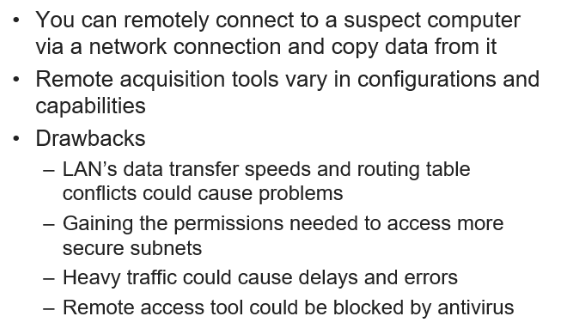 • You can remotely connect to a suspect computer
via a network connection and copy data from it
• Remote acquisition tools vary in configurations and
capabilities
• Drawbacks
– LAN's data transfer speeds and routing table
conflicts could cause problems
– Gaining the permissions needed to access more
secure subnets
– Heavy traffic could cause delays and errors
– Remote access tool could be blocked by antivirus